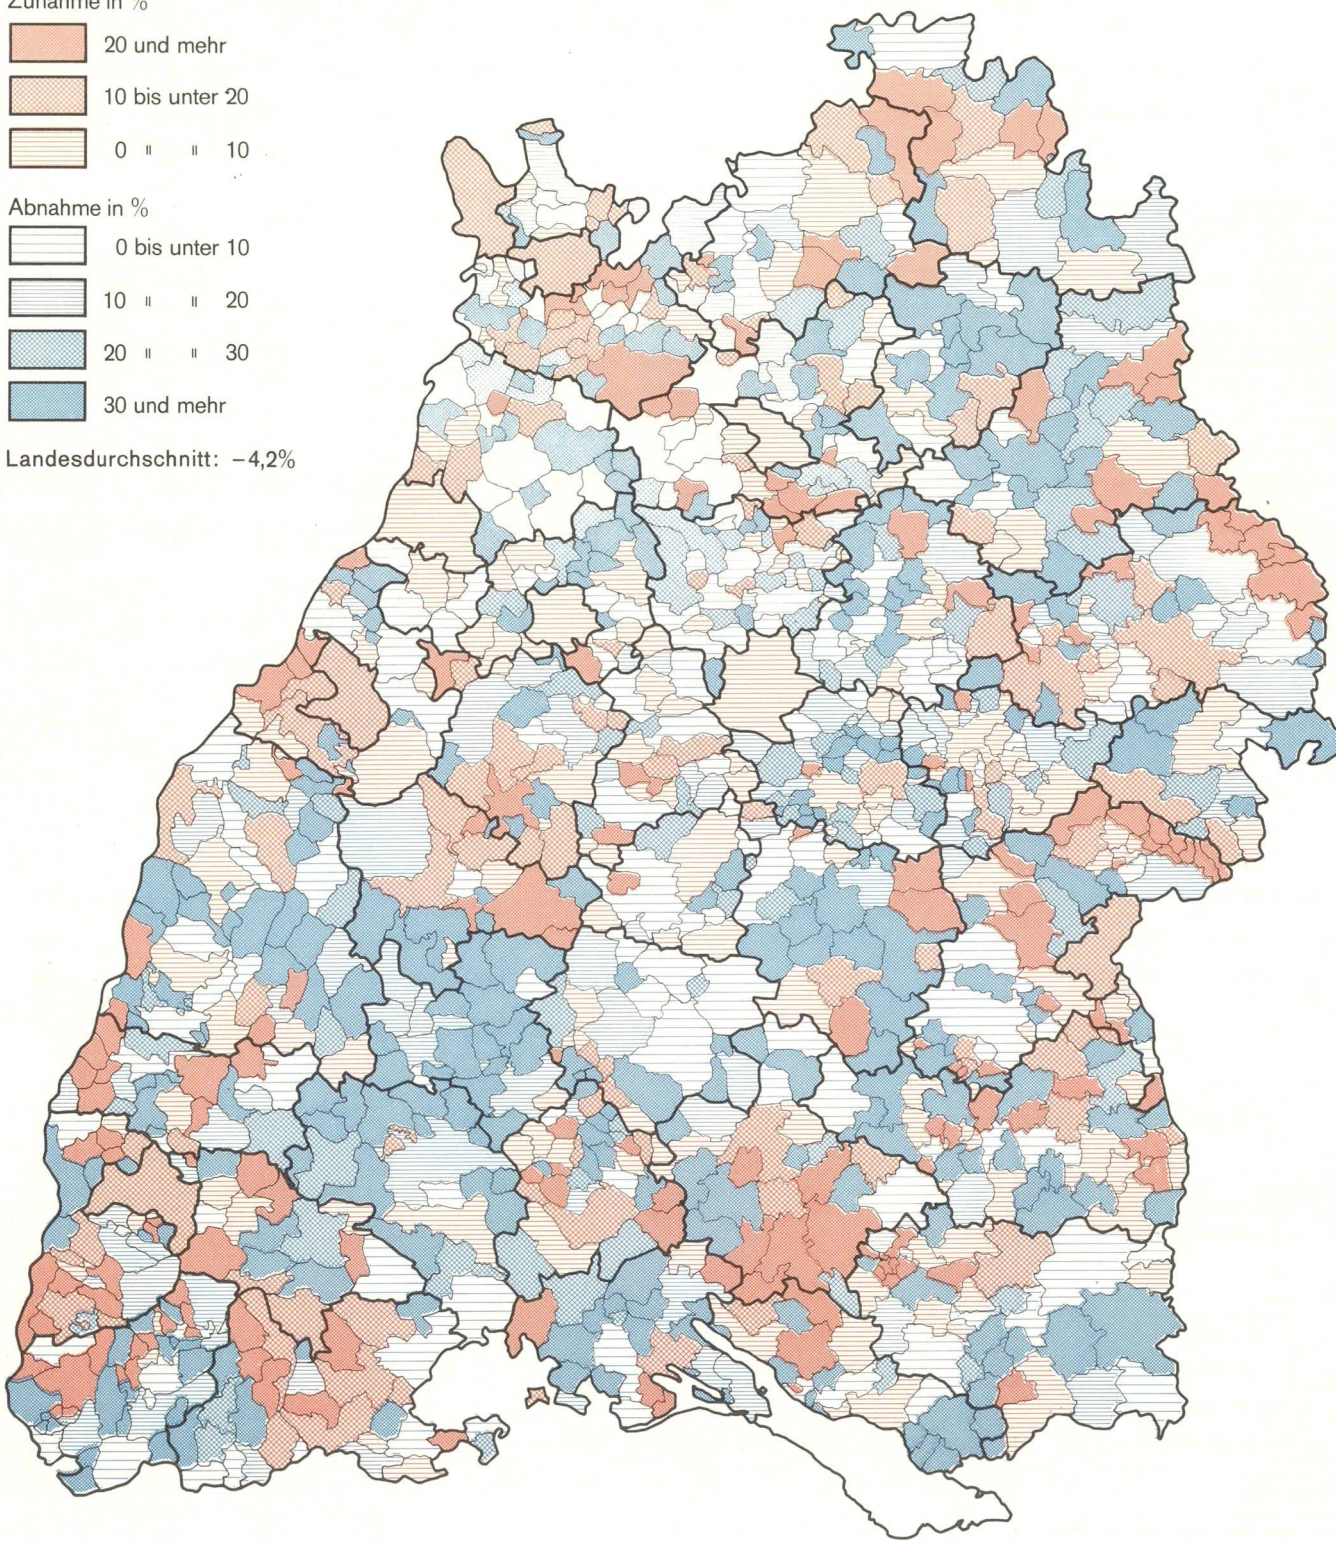 Zunahme in %
20 und mehr
10 bis unter 20
0 " " 10
Abnahme in %
0 bis unter 10
10 " " 20
20 " " 30
30 und mehr
Landesdurchschnitt: –4,2%